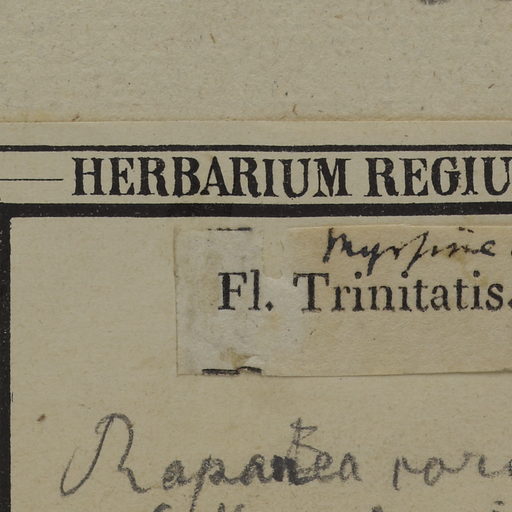 HERBARIUM REGIU
Myrsine
Fl. Trinitatis.
Rapanea